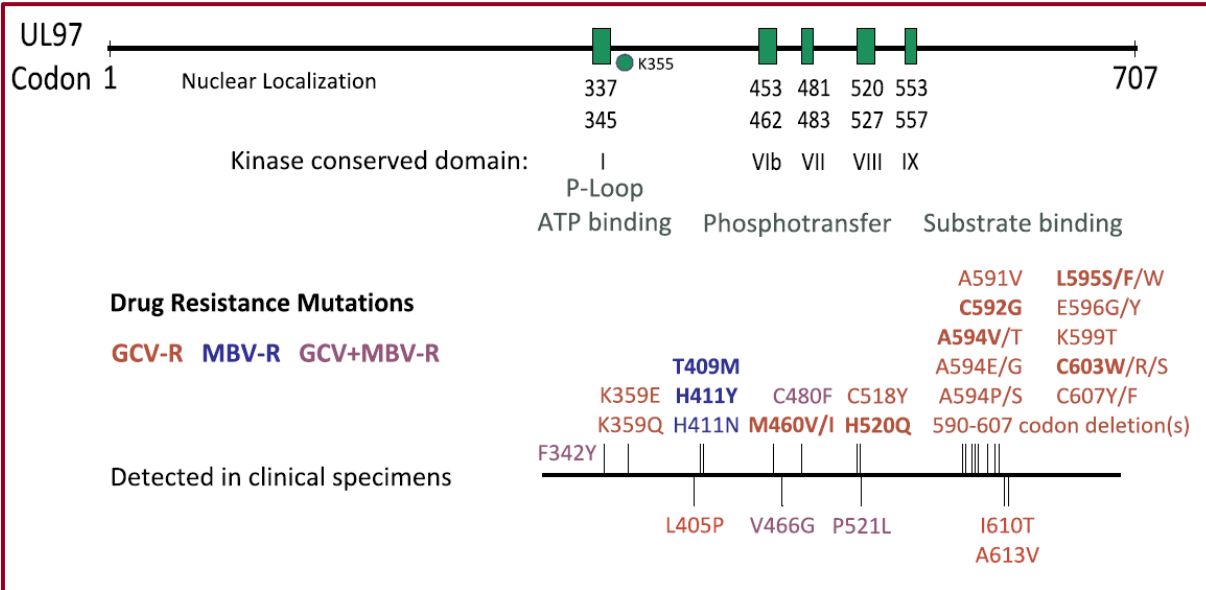 UL97
K355
Codon 1 Nuclear Localization 337 453 481 520 553 707
345 462 483 527 557
Kinase conserved domain: I VIb VII VIII IX
P-Loop
ATP binding Phosphotransfer Substrate binding
A591V L595S/F/W
Drug Resistance Mutations C592G E596G/Y
GCV-R MBV-R GCV+MBV-R A594V/T K599T
T409M A594E/G C603W/R/S
K359E H411Y C480F C518Y A594P/S C607Y/F
K359Q H411N M460V/I H520Q 590-607 codon deletion(s)
F342Y
Detected in clinical specimens
L405P V466G P521L I610T
A613V